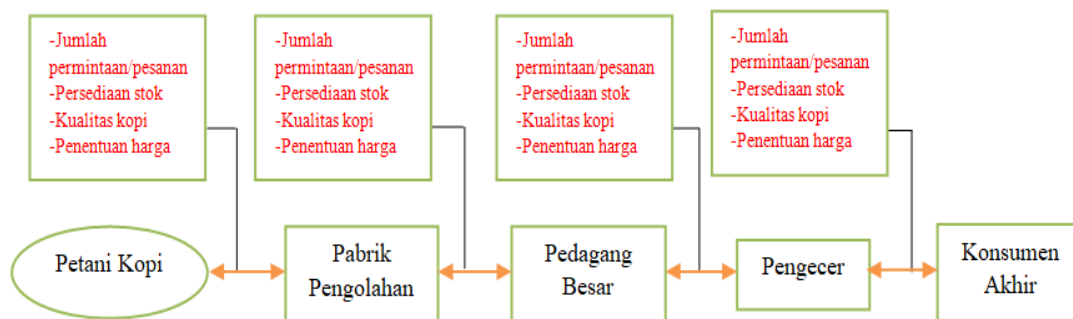 -Jumlah
permintaan/pesanan
-Persediaan stok
-Kualitas kopi
-Penentuan harga
-Jumlah
permintaan/pesanan
-Persediaan stok
-Kualitas kopi
-Penentuan harga
-Jumlah
permintaan/pesanan
-Persediaan stok
-Kualitas kopi
-Penentuan harga
-Jumlah
permintaan/pesanan
-Persediaan stok
-Kualitas kopi
-Penentuan harga
Petani Kopi
Pabrik
Pengolahan
Pedagang
Besar
Pengecer
Konsumen
Akhir